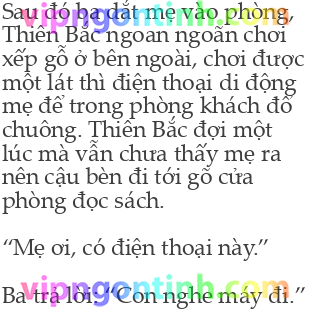 Sau đó ba dắt mẹ vào phòng,
Thiên Bắc ngoan ngoãn chơi
xếp gỗ ở bên ngoài, chơi được
một lát thì điện thoại di động
mẹ để trong phòng khách đổ
chuông. Thiên Bắc đợi một
lúc mà vẫn chưa thấy mẹ ra
nên cậu bèn đi tới gõ cửa
phòng đọc sách.
“Mẹ ơi, có điện thoại này.”
vipngontinh.com
Ba trả lời: “Con nghe máy đi.”